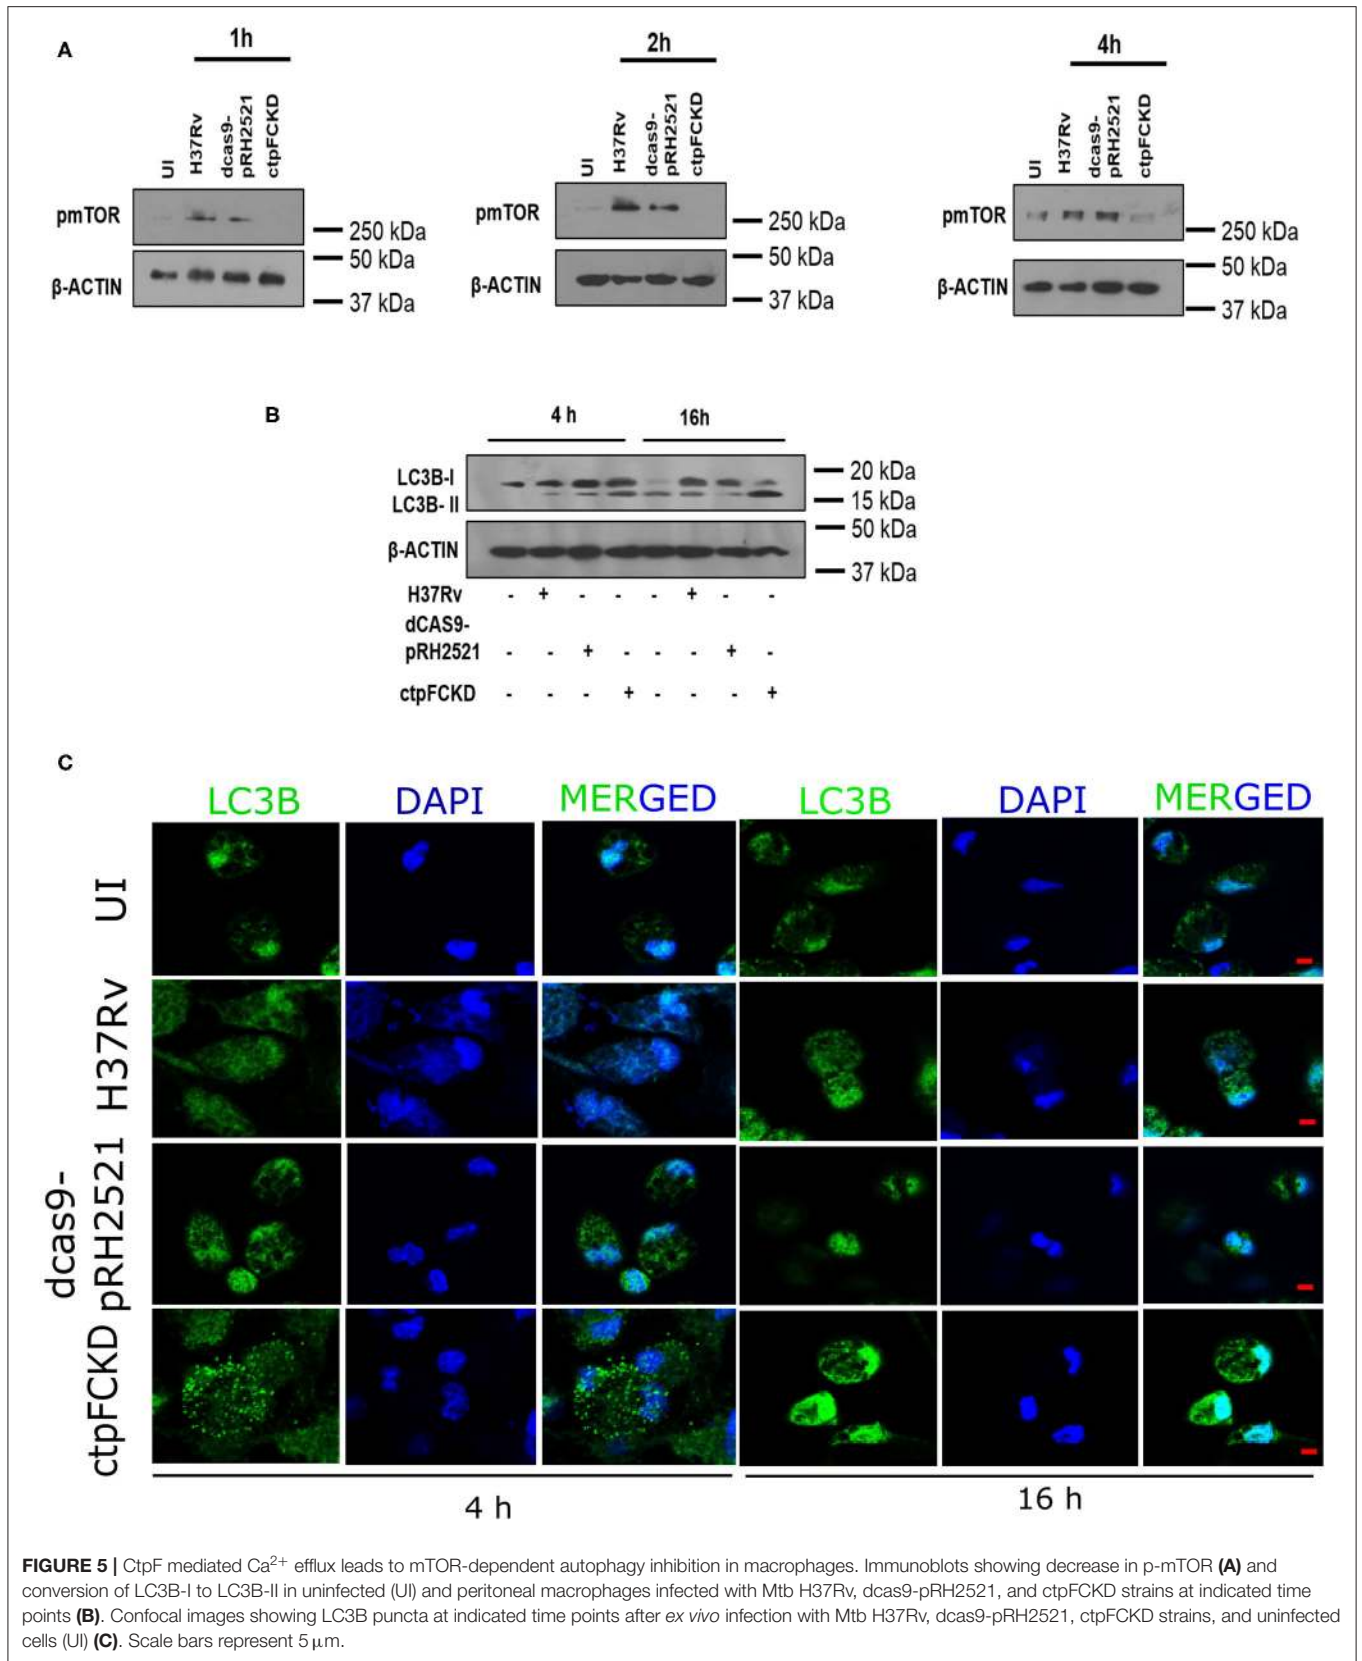 A
1h
2h
4h
UI
H37Rv
dcas9-
pRH2521
ctpFCKD
UI
H37Rv
dcas9-
pRH2521
ctpFCKD
UI
H37Rv
dcas9-
pRH2521
ctpFCKD
pmTOR
250 kDa
50 kDa
β-ACTIN
37 kDa
pmTOR
250 kDa
50 kDa
β-ACTIN
37 kDa
pmTOR
250 kDa
50 kDa
β-ACTIN
37 kDa
B
4 h 16h
LC3B-I
LC3B- II
20 kDa
15 kDa
50 kDa
β-ACTIN
37 kDa
H37Rv - + - - - + - -
dCAS9-
pRH2521 - - + - - - + -
ctpFCKD - - - + - - - +
C
LC3B DAPI MERGED LC3B DAPI MERGED
UI
H37Rv
dcas9-
pRH2521
ctpFCKD
4 h 16 h
FIGURE 5 | CtpF mediated Ca2+ efflux leads to mTOR-dependent autophagy inhibition in macrophages. Immunoblots showing decrease in p-mTOR (A) and
conversion of LC3B-I to LC3B-II in uninfected (UI) and peritoneal macrophages infected with Mtb H37Rv, dcas9-pRH2521, and ctpFCKD strains at indicated time
points (B). Confocal images showing LC3B puncta at indicated time points after ex vivo infection with Mtb H37Rv, dcas9-pRH2521, ctpFCKD strains, and uninfected
cells (UI) (C). Scale bars represent 5 μm.